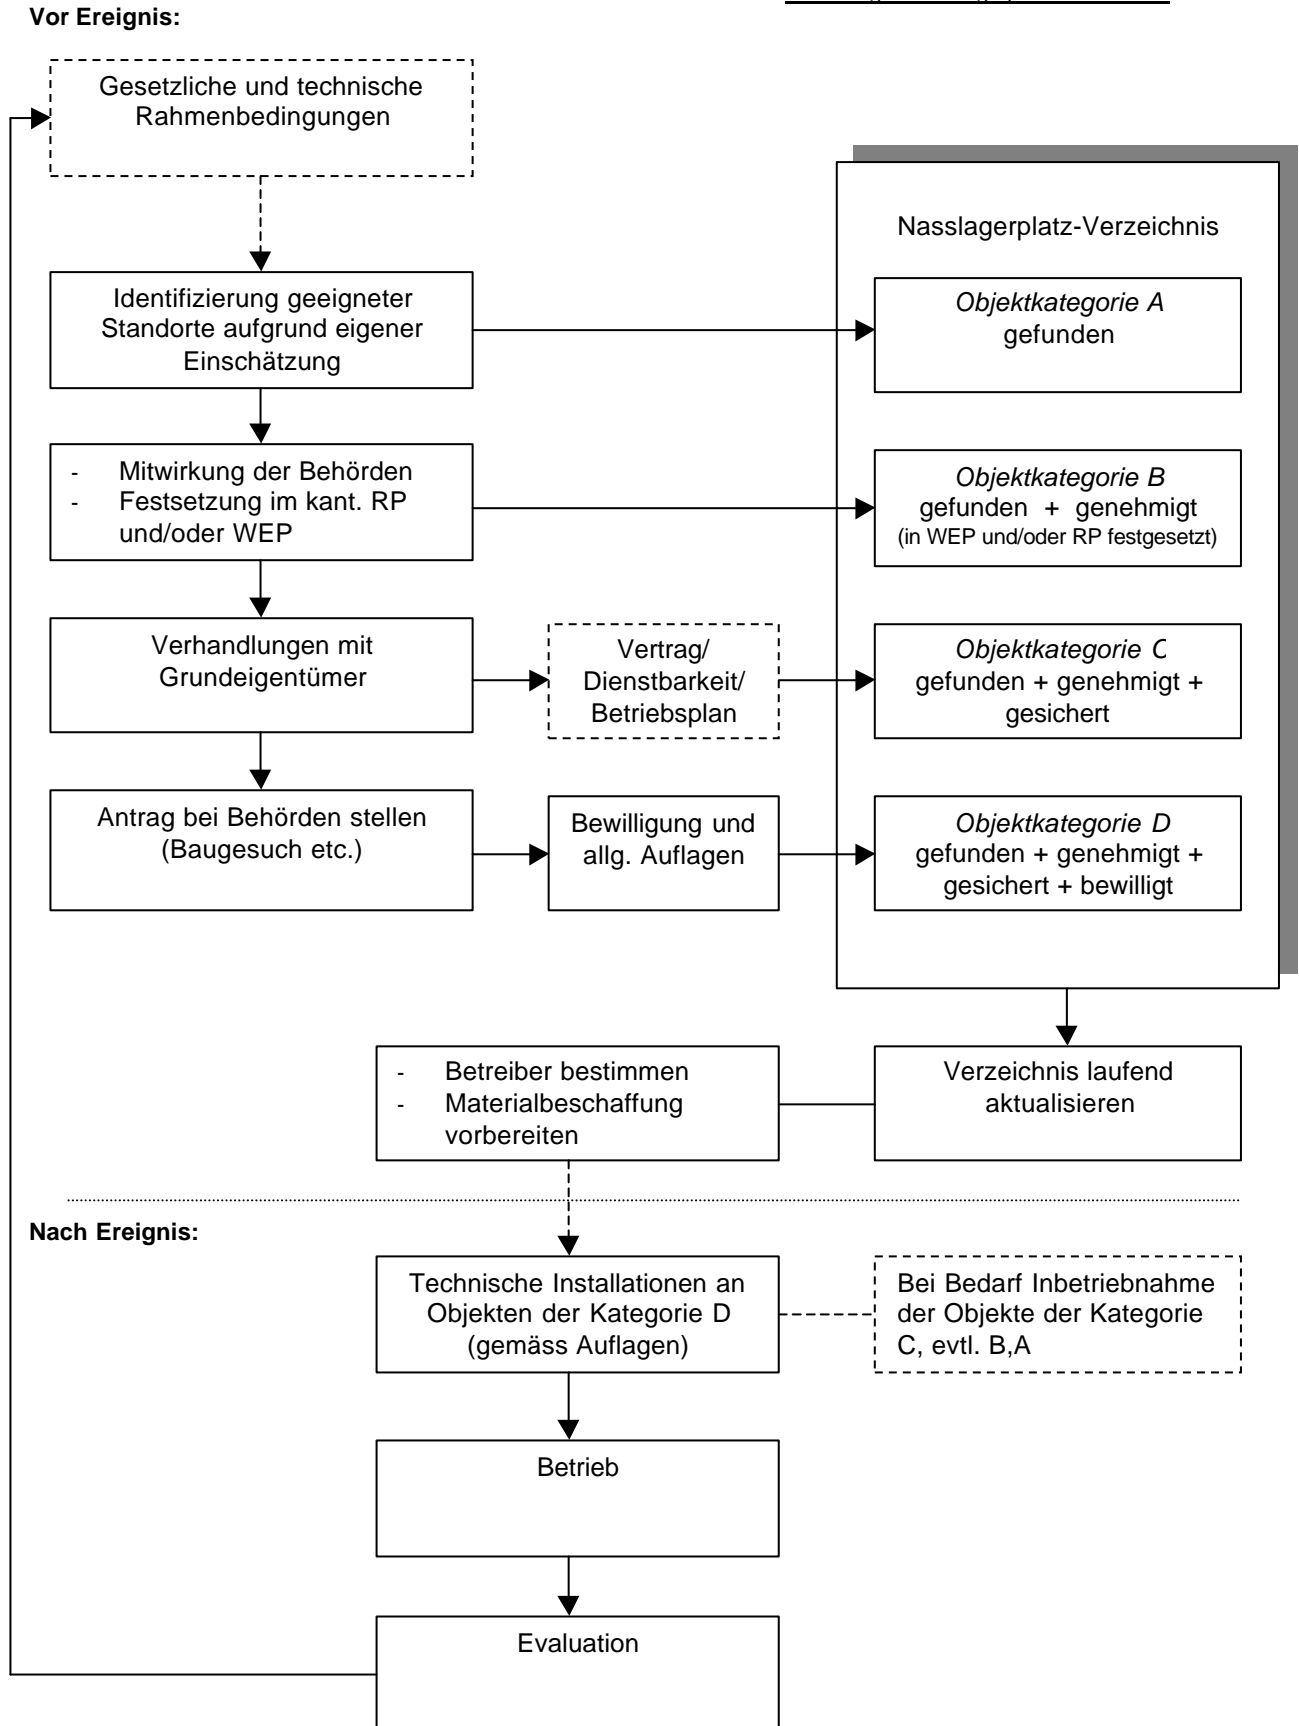 Vor Ereignis:
Gesetzliche und technische
Rahmenbedingungen
Nasslagerplatz-Verzeichnis
Identifizierung geeigneter
Standorte aufgrund eigener
Einschätzung
Objektkategorie A
gefunden
- Mitwirkung der Behörden
- Festsetzung im kant. RP
und/oder WEP
Objektkategorie B
gefunden + genehmigt
(in WEP und/oder RP festgesetzt)
Verhandlungen mit
Grundeigentümer
Vertrag/
Dienstbarkeit/
Betriebsplan
Objektkategorie C
gefunden + genehmigt +
gesichert
Antrag bei Behörden stellen
(Baugesuch etc.)
Bewilligung und
allg. Auflagen
Objektkategorie D
gefunden + genehmigt +
gesichert + bewilligt
- Betreiber bestimmen
- Materialbeschaffung
vorbereiten
Verzeichnis laufend
aktualisieren
Nach Ereignis:
Technische Installationen an
Objekten der Kategorie D
(gemäss Auflagen)
Bei Bedarf Inbetriebnahme
der Objekte der Kategorie
C, evtl. B,A
Betrieb
Evaluation